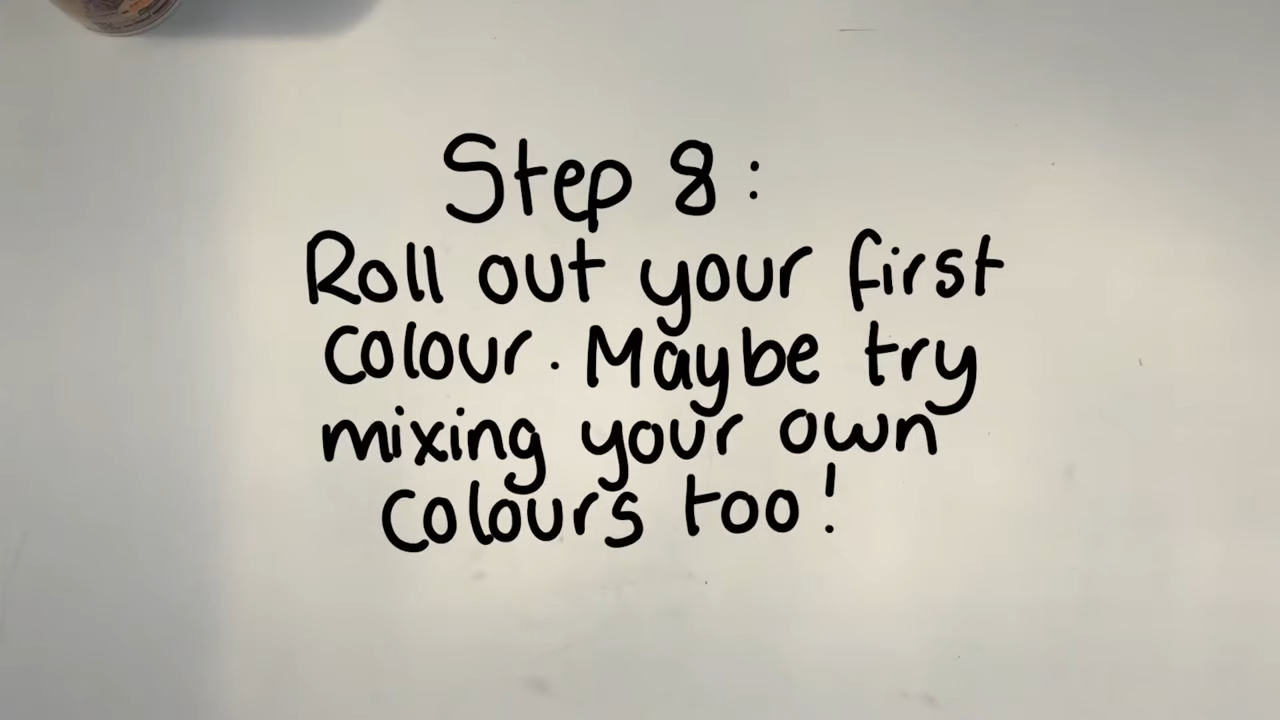 Step 8:
Roll out your first
colour. Maybe try
mixing your own
colours too!